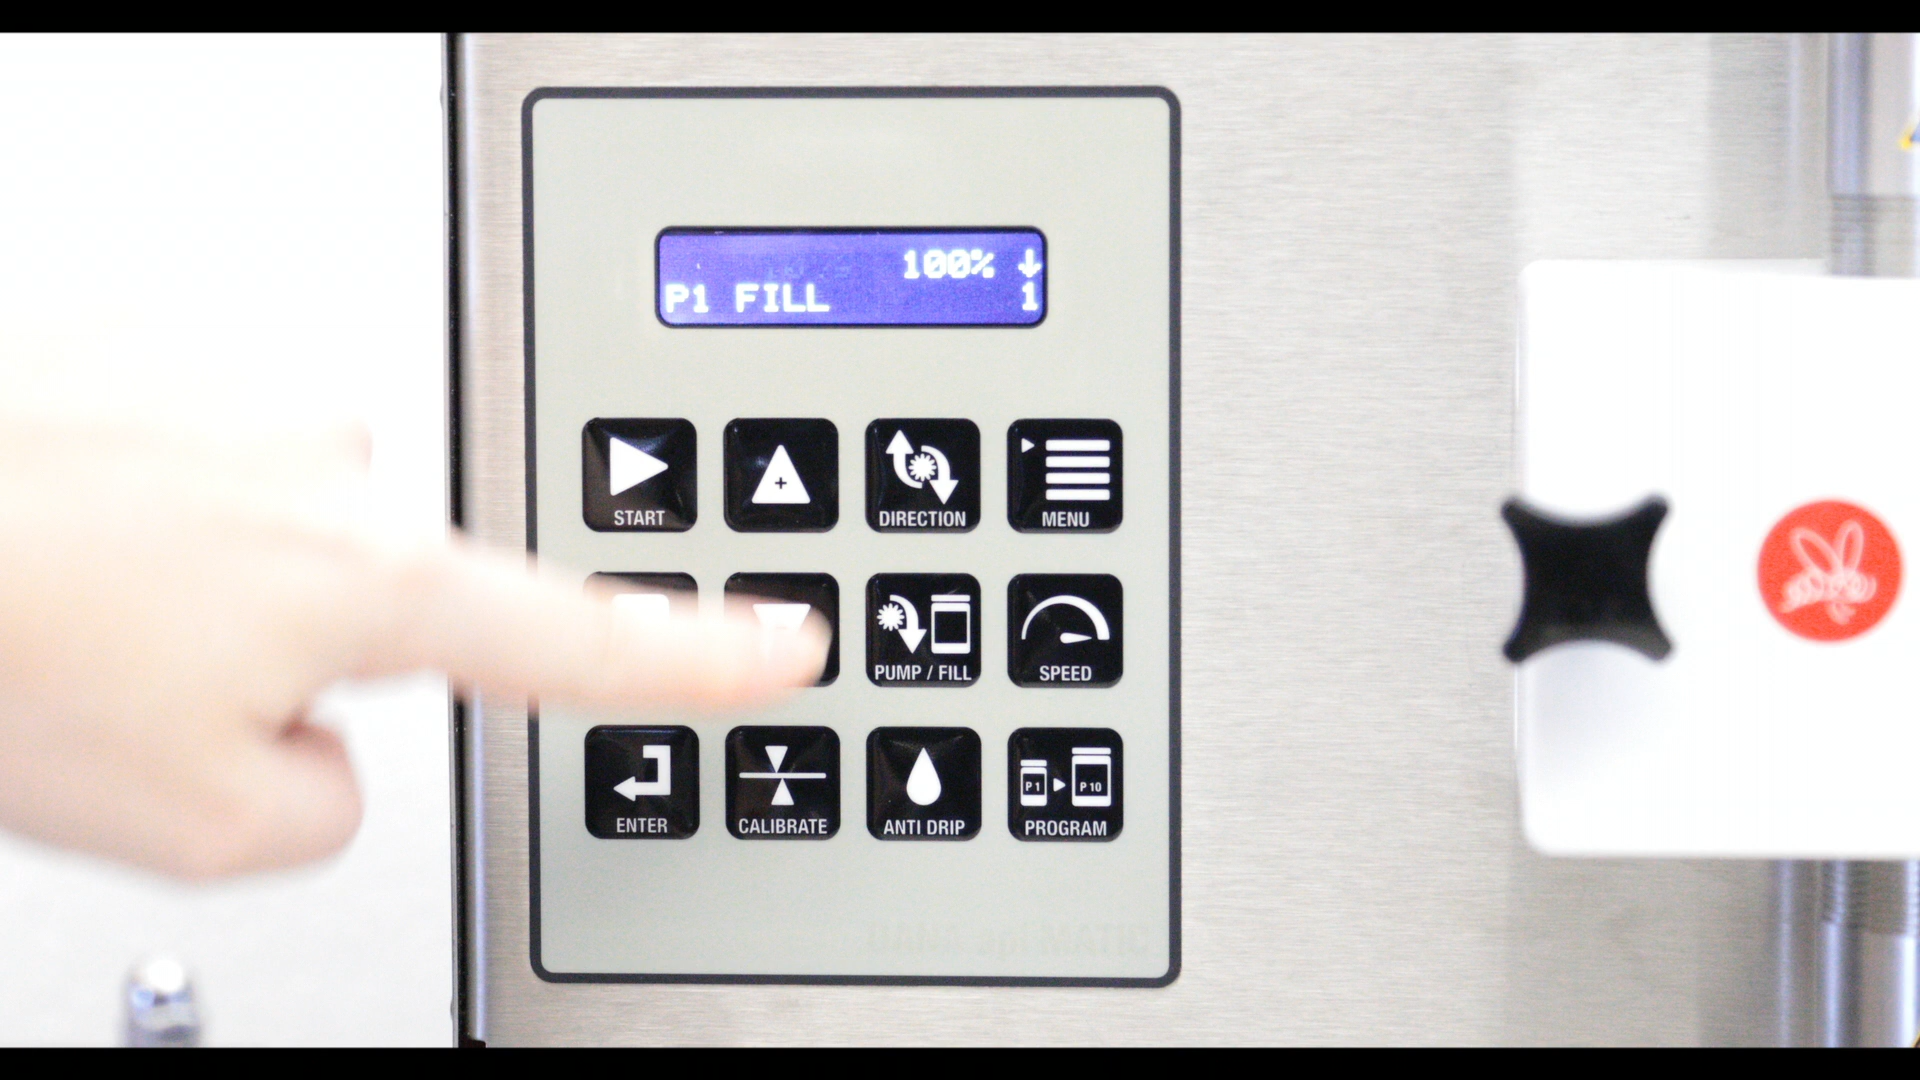 100% ↓
P1 FILL 1
START
DIRECTION
MENU
PUMP / FILL
SPEED
ENTER
CALIBRATE
ANTI DRIP
P1 P10
PROGRAM